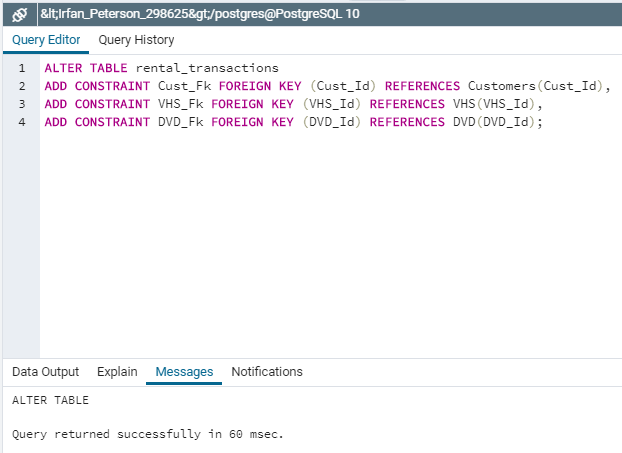 &lt;Irfan_Peterson_298625&gt;/postgres@PostgreSQL 10
Query Editor Query History
1 ALTER TABLE rental_transactions
2 ADD CONSTRAINT Cust_Fk FOREIGN KEY (Cust_Id) REFERENCES Customers(Cust_Id),
3 ADD CONSTRAINT VHS_Fk FOREIGN KEY (VHS_Id) REFERENCES VHS(VHS_Id),
4 ADD CONSTRAINT DVD_Fk FOREIGN KEY (DVD_Id) REFERENCES DVD(DVD_Id);
Data Output Explain Messages Notifications
ALTER TABLE
Query returned successfully in 60 msec.